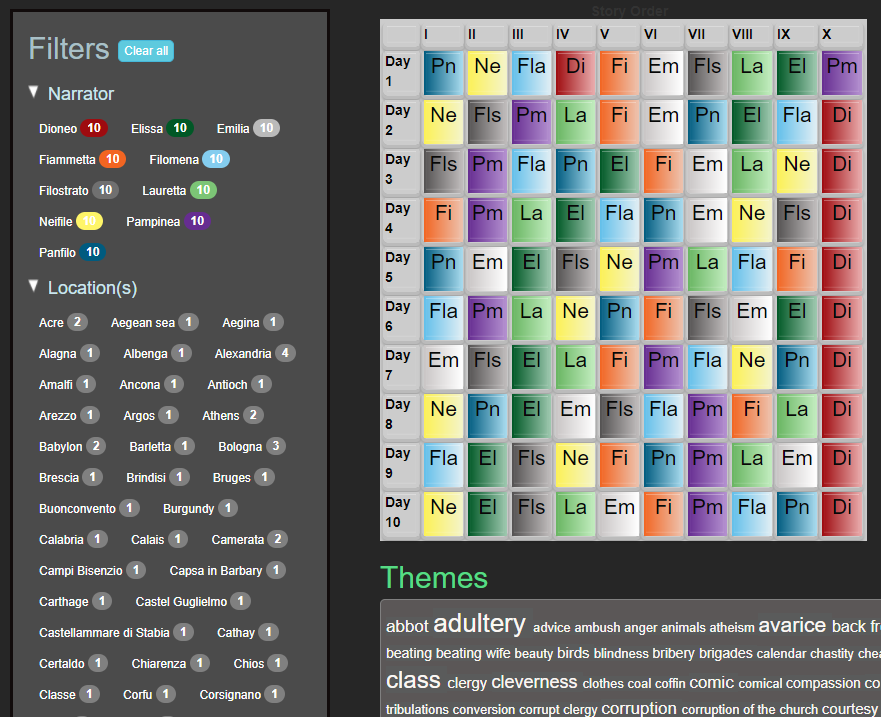 Filters Clear all
Narrator
Dioneo 10 Elissa 10 Emilia 10
Fiammetta 10 Filomena 10
Filostrato 10 Lauretta 10
Neifile 10 Pampinea 10
Panfilo 10
Location(s)
Acre 2 Aegean sea 1 Aegina 1
Alagna 1 Albenga 1 Alexandria 4
Amalfi 1 Ancona 1 Antioch 1
Arezzo 1 Argos 1 Athens 2
Babylon 2 Barletta 1 Bologna 3
Brescia 1 Brindisi 1 Bruges 1
Buonconvento 1 Burgundy 1
Calabria 1 Calais 1 Camerata 2
Campi Bisenzio 1 Capsa in Barbary 1
Carthage 1 Castel Guglielmo 1
Castellammare di Stabia 1 Cathay 1
Certaldo 1 Chiarenza 1 Chios 1
Classe 1 Corfu 1 Corsignano 1
Story Order
I II III IV V VI VII VIII IX X
Day 1 Pn Ne Fla Di Fi Em Fls La El Pm
Day 2 Ne Fls Pm La Fi Em Pn El Fla Di
Day 3 Fls Pm Fla Pn El Fi Em La Ne Di
Day 4 Fi Pm La El Fla Pn Em Ne Fls Di
Day 5 Pn Em El Fls Ne Pm La Fla Fi Di
Day 6 Fla Pm La Ne Pn Fi Fls Em El Di
Day 7 Em Fls El La Fi Pm Fla Ne Pn Di
Day 8 Ne Pn El Em Fls Fla Pm Fi La Di
Day 9 Fla El Fls Ne Fi Pn Pm La Em Di
Day 10 Ne El Fls La Em Fi Pm Fla Pn Di
Themes
abbot adultery advice ambush anger animals atheism avarice back
beating beating wife beauty birds blindness bribery brigades calendar chastity
class clergy cleverness clothes coal coffin comic comical compassion
tribulations conversion corrupt clergy corruption corruption of the church courtesy